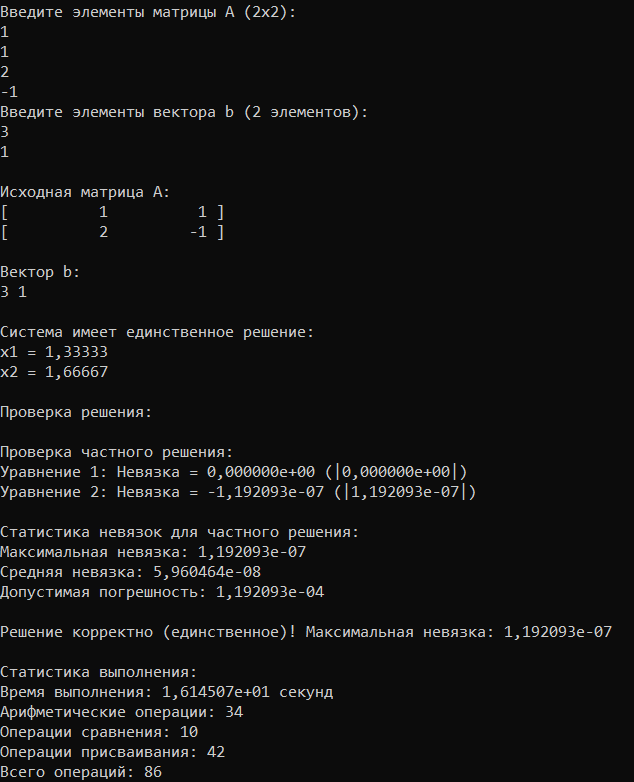 Введите элементы матрицы A (2x2):
1
1
2
-1
Введите элементы вектора b (2 элементов):
3
1
Исходная матрица A:
[          1          1 ]
[          2         -1 ]
Вектор b:
3 1
Система имеет единственное решение:
x1 = 1,33333
x2 = 1,66667
Проверка решения:
Проверка частного решения:
Уравнение 1: Невязка = 0,000000e+00 (|0,000000e+00|)
Уравнение 2: Невязка = -1,192093e-07 (|1,192093e-07|)
Статистика невязок для частного решения:
Максимальная невязка: 1,192093e-07
Средняя невязка: 5,960464e-08
Допустимая погрешность: 1,192093e-04
Решение корректно (единственное)! Максимальная невязка: 1,192093e-07
Статистика выполнения:
Время выполнения: 1,614507e+01 секунд
Арифметические операции: 34
Операции сравнения: 10
Операции присваивания: 42
Всего операций: 86